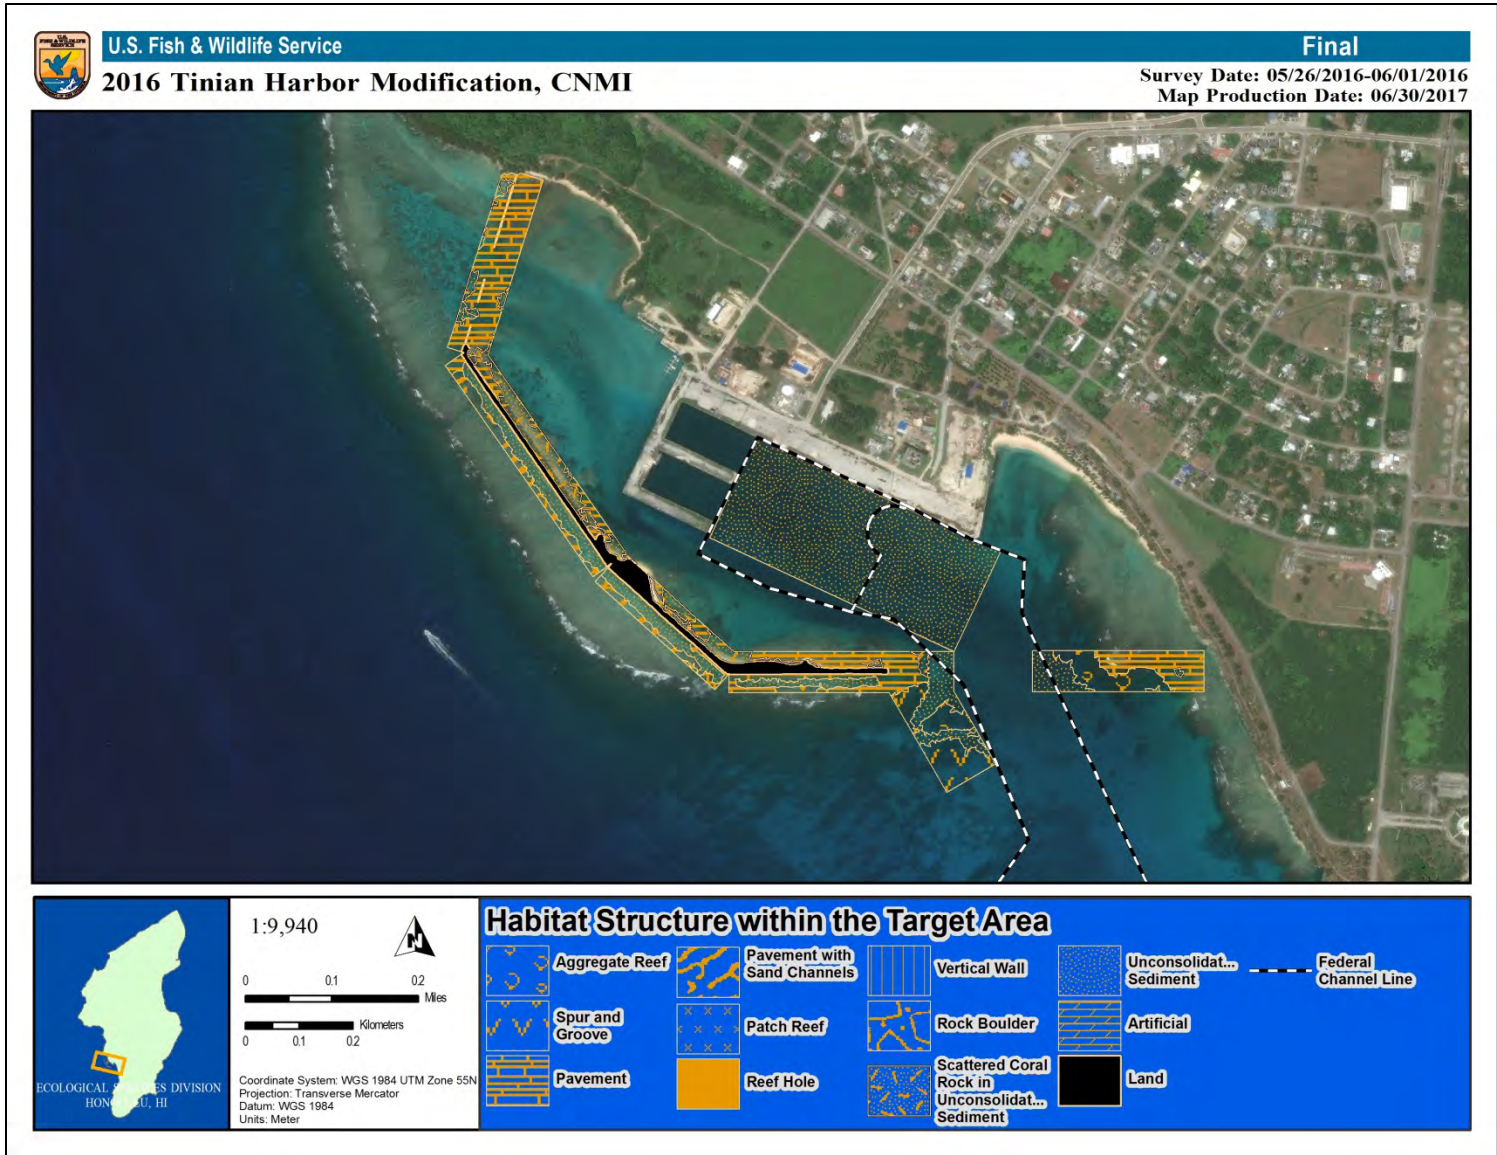 U.S.
FISH & WILDLIFE
SERVICE
U.S. Fish & Wildlife Service
Final
2016 Tinian Harbor Modification, CNMI
Survey Date: 05/26/2016-06/01/2016
Map Production Date: 06/30/2017
ECOLOGICAL
DIVISION
HI
1:9,940
N
0 0.1 0.2
Miles
Kilometers
0 0.1 0.2
Coordinate System: WGS 1984 UTM Zone 55N
Projection: Transverse Mercator
Datum: WGS 1984
Units: Meter
Habitat Structure within the Target Area
Aggregate Reef
Spur and
Groove
Pavement
Pavement with
Sand Channels
Patch Reef
Reef Hole
Vertical Wall
Rock Boulder
Scattered Coral
Rock in
Unconsolidat...
Sediment
Unconsolidat...
Sediment
Artificial
Land
Federal
Channel Line